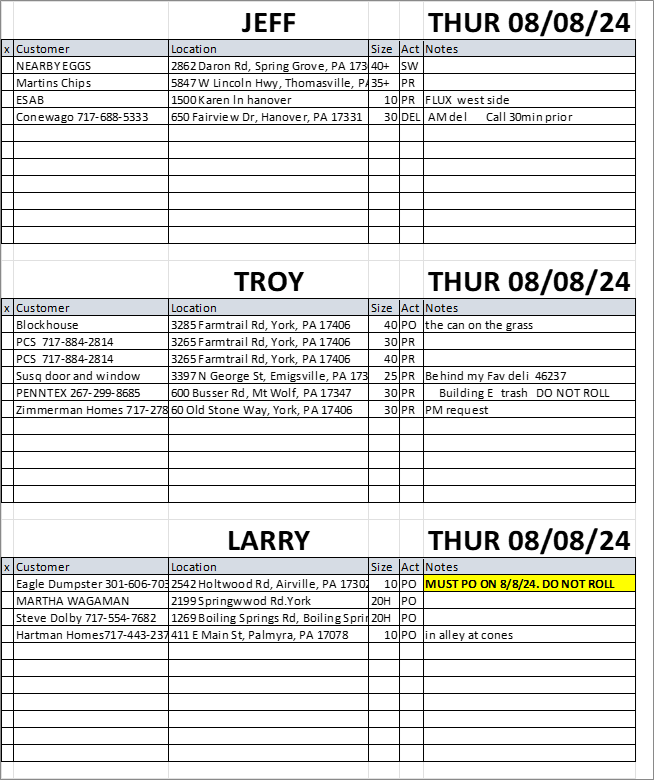 JEFF THUR 08/08/24
x Customer Location Size Act Notes
NEARBY EGGS 2862 Daron Rd, Spring Grove, PA 173 40+ SW
Martins Chips 5847 W Lincoln Hwy, Thomasville, PA 35+ PR
ESAB 1500 Karen ln hanover 10 PR FLUX west side
Conewago 717-688-5333 650 Fairview Dr, Hanover, PA 17331 30 DEL AM del Call 30min prior
TROY THUR 08/08/24
x Customer Location Size Act Notes
Blockhouse 3285 Farmtrail Rd, York, PA 17406 40 PO the can on the grass
PCS 717-884-2814 3265 Farmtrail Rd, York, PA 17406 30 PR
PCS 717-884-2814 3265 Farmtrail Rd, York, PA 17406 40 PR
Susq door and window 3397 N George St, Emigsville, PA 173 25 PR Behind my Fav deli 46237
PENNTEX 267-299-8685 600 Busser Rd, Mt Wolf, PA 17347 30 PR Building E trash DO NOT ROLL
Zimmerman Homes 717-278 60 Old Stone Way, York, PA 17406 30 PR PM request
LARRY THUR 08/08/24
x Customer Location Size Act Notes
Eagle Dumpster 301-606-703 2542 Holtwood Rd, Airville, PA 17302 10 PO MUST PO ON 8/8/24. DO NOT ROLL
MARTHA WAGAMAN 2199 Springwwod Rd.York 20H PO
Steve Dolby 717-554-7682 1269 Boiling Springs Rd, Boiling Sprin 20H PO
Hartman Homes717-443-237 411 E Main St, Palmyra, PA 17078 10 PO in alley at cones